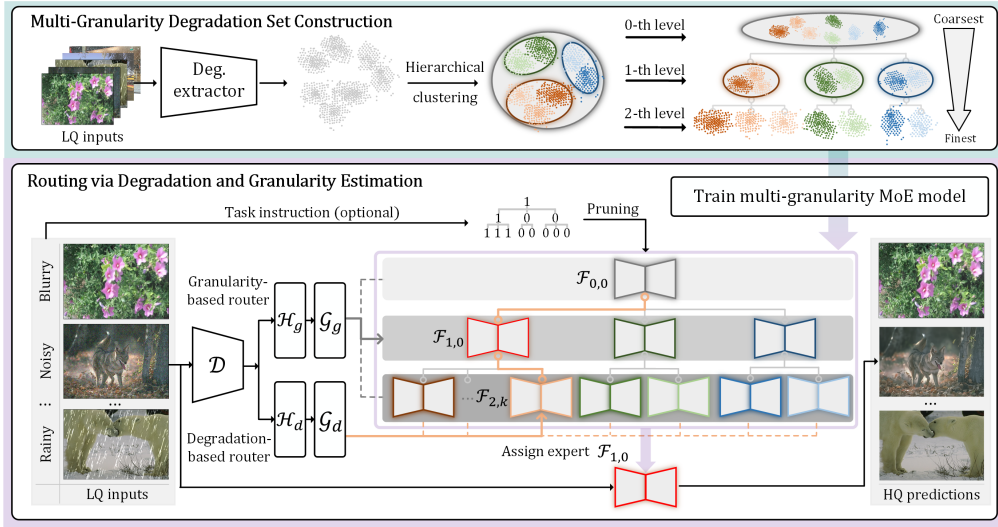 Multi-Granularity Degradation Set Construction
LQ inputs
Deg.
extractor
Hierarchical
clustering
0-th level
1-th level
2-th level
Coarsest
Finest
Routing via Degradation and Granularity Estimation
Train multi-granularity MoE model
Task instruction (optional)
1
1 0 0
1 1 1 0 0 0 0 0
Pruning
Blurry
Noisy
...
Rainy
...
LQ inputs
𝒟
Granularity-
based router
ℋg
𝒢g
ℋd
𝒢d
Degradation-
based router
ℱ0,0
ℱ1,0
... ℱ2,k
Assign expert ℱ1,0
...
HQ predictions